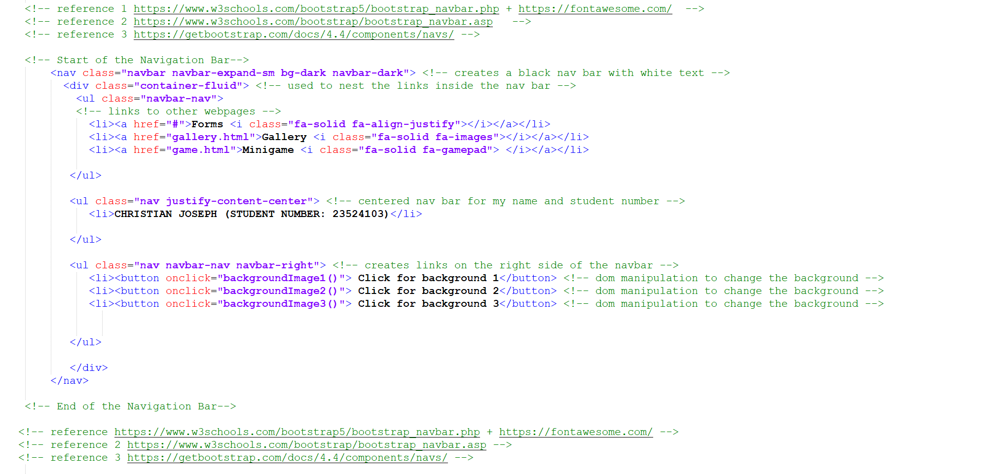 <!-- reference 1 https://www.w3schools.com/bootstrap5/bootstrap_navbar.php + https://fontawesome.com/  -->
<!-- reference 2 https://www.w3schools.com/bootstrap/bootstrap_navbar.asp   -->
<!-- reference 3 https://getbootstrap.com/docs/4.4/components/navs/ -->
<!-- Start of the Navigation Bar-->
<nav class="navbar navbar-expand-sm bg-dark navbar-dark"> <!-- creates a black nav bar with white text -->
<div class="container-fluid"> <!-- used to nest the links inside the nav bar -->
<ul class="navbar-nav">
<!-- links to other webpages -->
<li><a href="#">Forms <i class="fa-solid fa-align-justify"></i></a></li>
<li><a href="gallery.html">Gallery <i class="fa-solid fa-images"></i></a></li>
<li><a href="game.html">Minigame <i class="fa-solid fa-gamepad"> </i></a></li>
</ul>
<ul class="nav justify-content-center"> <!-- centered nav bar for my name and student number -->
<li>CHRISTIAN JOSEPH (STUDENT NUMBER: 23524103)</li>
</ul>
<ul class="nav navbar-nav navbar-right"> <!-- creates links on the right side of the navbar -->
<li><button onclick="backgroundImage1()"> Click for background 1</button> <!-- dom manipulation to change the background -->
<li><button onclick="backgroundImage2()"> Click for background 2</button> <!-- dom manipulation to change the background -->
<li><button onclick="backgroundImage3()"> Click for background 3</button> <!-- dom manipulation to change the background -->
</ul>
</div>
</nav>
<!-- End of the Navigation Bar-->
<!-- reference https://www.w3schools.com/bootstrap5/bootstrap_navbar.php + https://fontawesome.com/ -->
<!-- reference 2 https://www.w3schools.com/bootstrap/bootstrap_navbar.asp -->
<!-- reference 3 https://getbootstrap.com/docs/4.4/components/navs/ -->